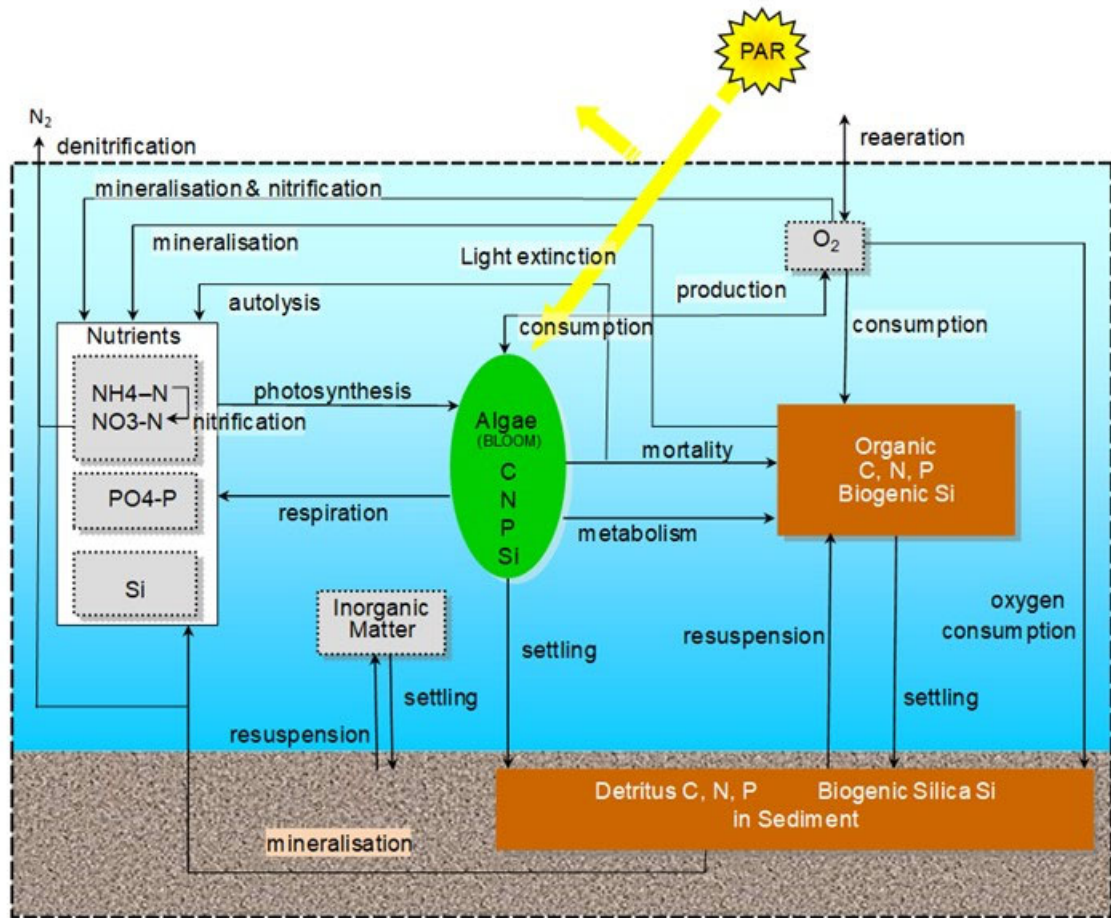 PAR
N₂
denitrification
reaeration
mineralisation & nitrification
O₂
mineralisation
Light extinction
production
autolysis
consumption
consumption
Nutrients
NH4–N
NO3-N
nitrification
photosynthesis
Algae
(BLOOM)
C
N
P
Si
mortality
Organic
C, N, P
Biogenic Si
PO4-P
respiration
metabolism
Si
Inorganic
Matter
oxygen
consumption
resuspension
settling
settling
settling
resuspension
Detritus C, N, P Biogenic Silica Si
in Sediment
mineralisation